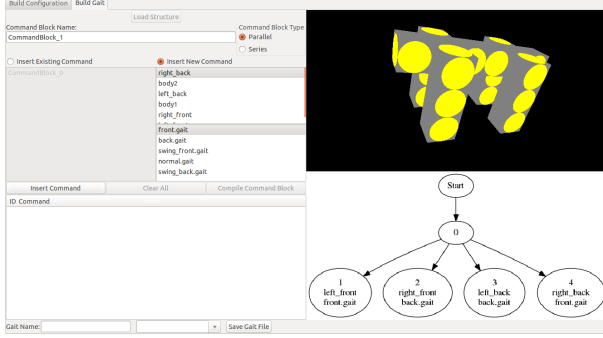 Build Configuration
Build Gait
Load Structure
Command Block Name:
Command Block Type
CommandBlock_1
Parallel
Series
Insert Existing Command
Insert New Command
CommandBlock_0
right_back
body2
left_back
body1
right_front
front.gait
back.gait
swing_front.gait
normal.gait
swing_back.gait
Insert Command
Clear All
Compile Command Block
ID Command
Gait Name:
Save Gait File
Start
0
1
left_front
front.gait
2
right_front
back.gait
3
left_back
back.gait
4
right_back
front.gait